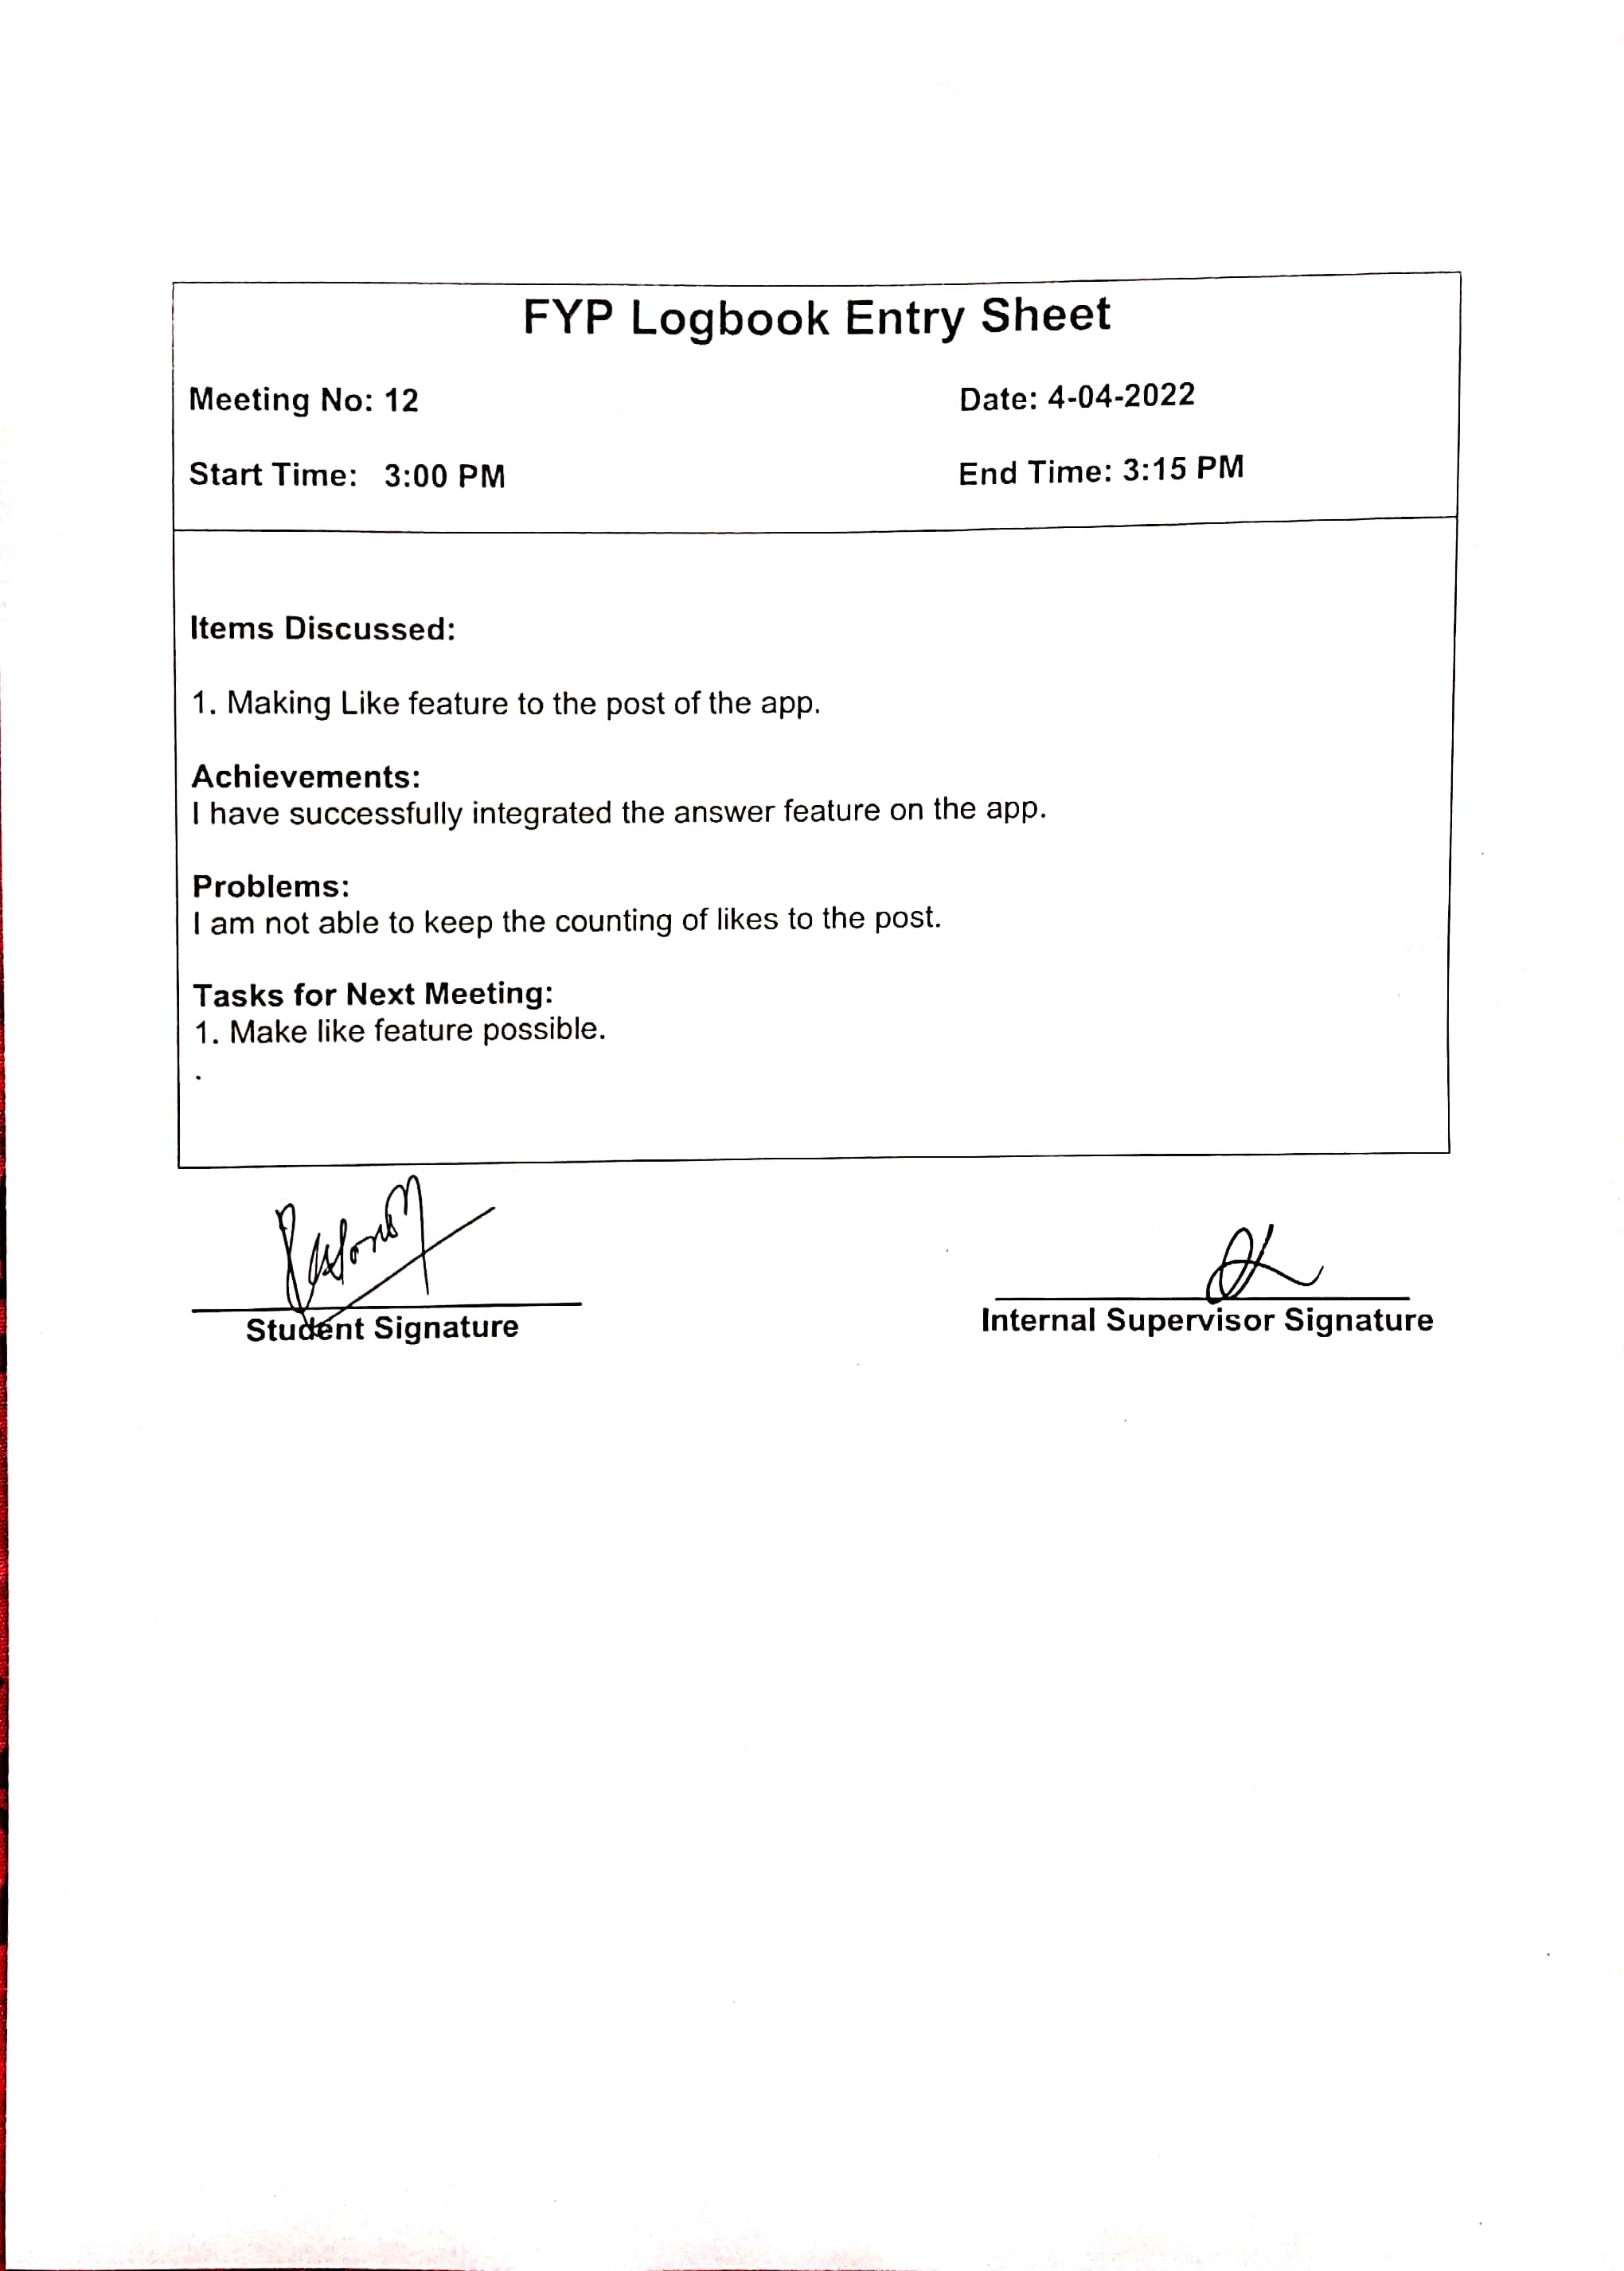 FYP Logbook Entry Sheet
Meeting No: 12 Date: 4-04-2022
Start Time: 3:00 PM End Time: 3:15 PM
Items Discussed:
1. Making Like feature to the post of the app.
Achievements:
I have successfully integrated the answer feature on the app.
Problems:
I am not able to keep the counting of likes to the post.
Tasks for Next Meeting:
1. Make like feature possible.
.
Student Signature Internal Supervisor Signature